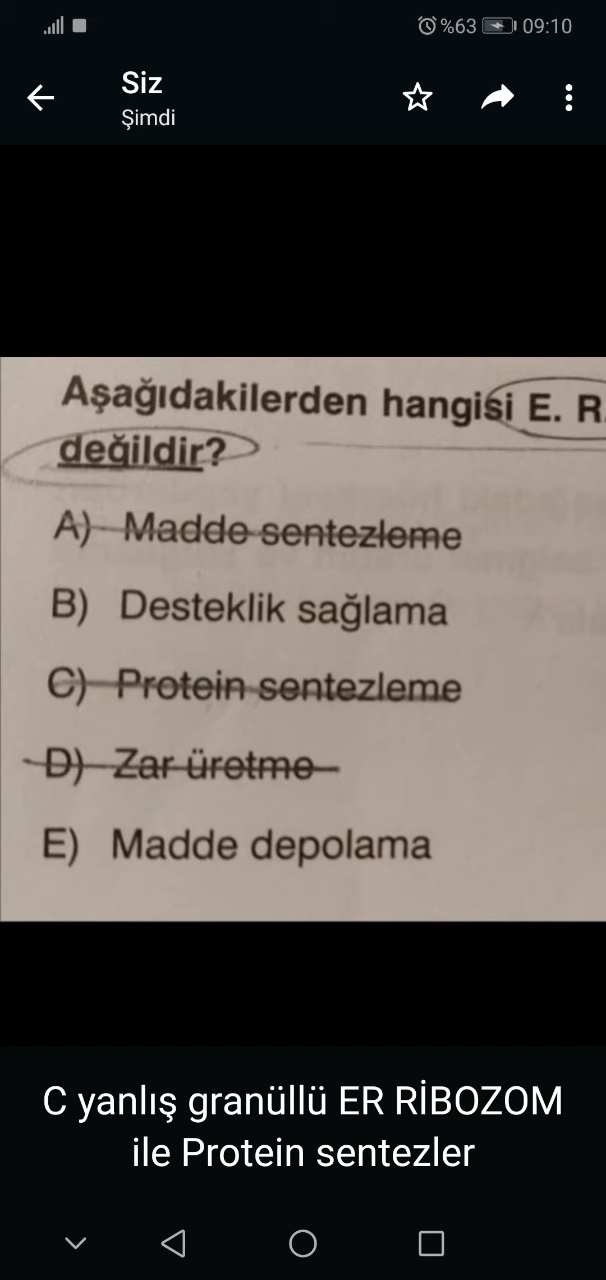 %63 09:10
Siz
Şimdi
Aşağıdakilerden hangisi E. R.
değildir?
A) Madde sentezleme
B) Desteklik sağlama
C) Protein sentezleme
D) Zar üretme
E) Madde depolama
C yanlış granüllü ER RİBOZOM
ile Protein sentezler